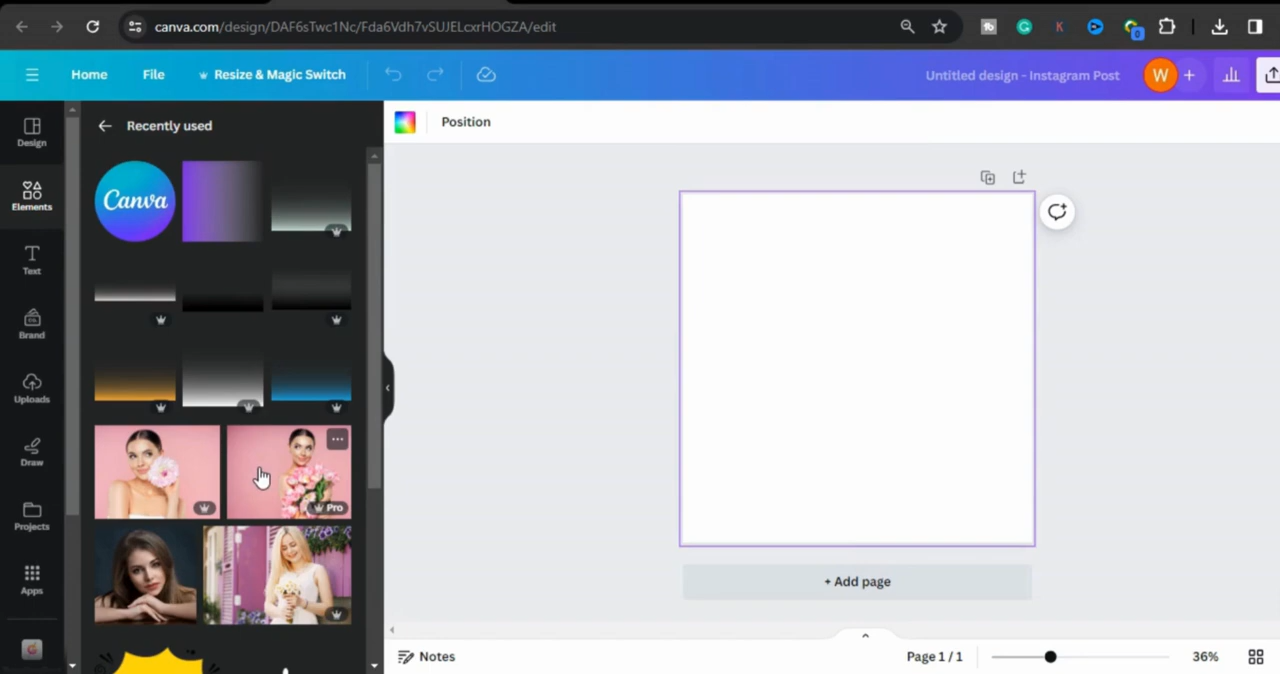 canva.com/design/DAF6sTwc1Nc/Fda6Vdh7vSUJELcxrHOGZA/edit
Home File Resize & Magic Switch Untitled design - Instagram Post W +
Design
Elements
Text
Brand
Uploads
Draw
Projects
Apps
Recently used
Canva
Pro
Position
+ Add page
Notes
Page 1 / 1
36%